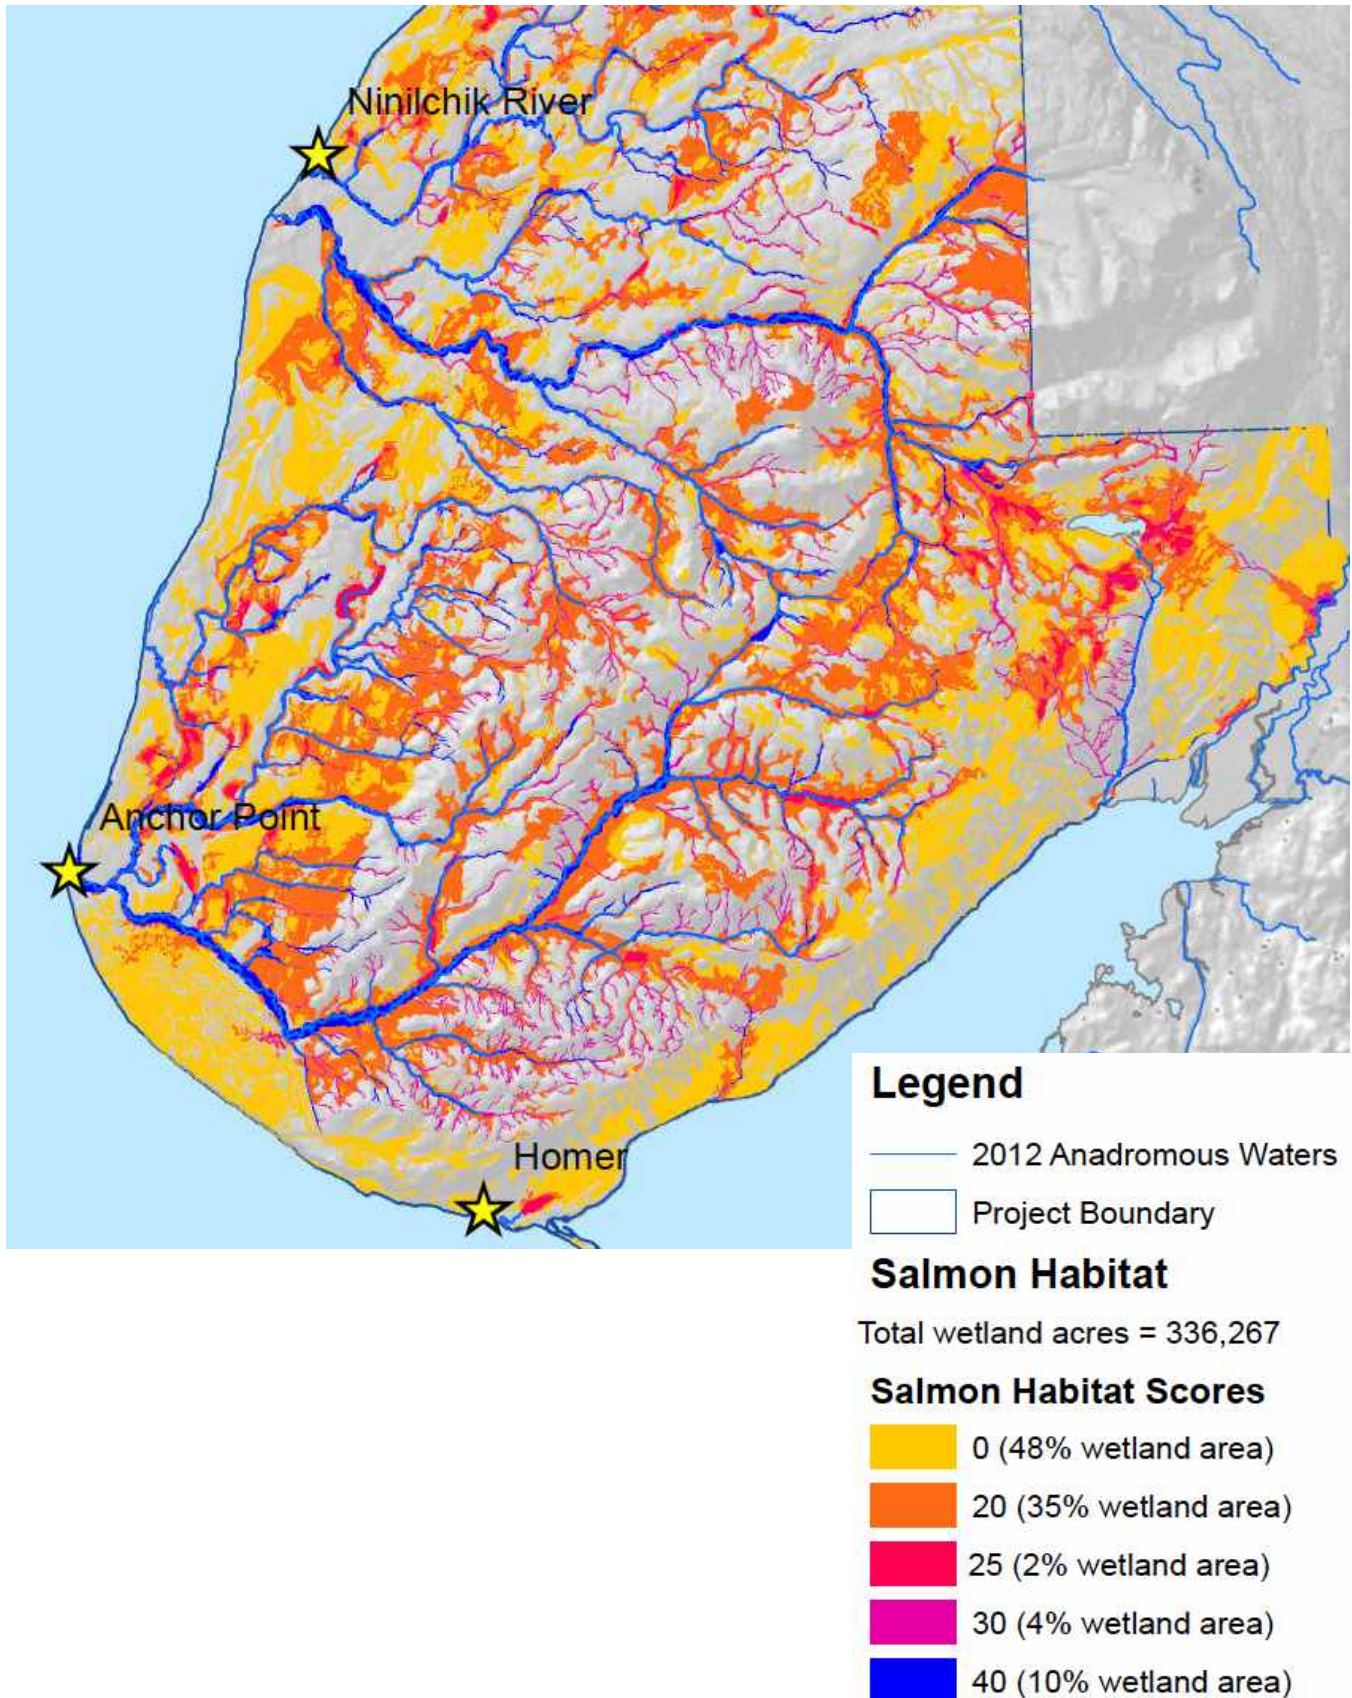 Ninilchik River
Anchor Point
Homer
Legend
2012 Anadromous Waters
Project Boundary
Salmon Habitat
Total wetland acres = 336,267
Salmon Habitat Scores
0 (48% wetland area)
20 (35% wetland area)
25 (2% wetland area)
30 (4% wetland area)
40 (10% wetland area)